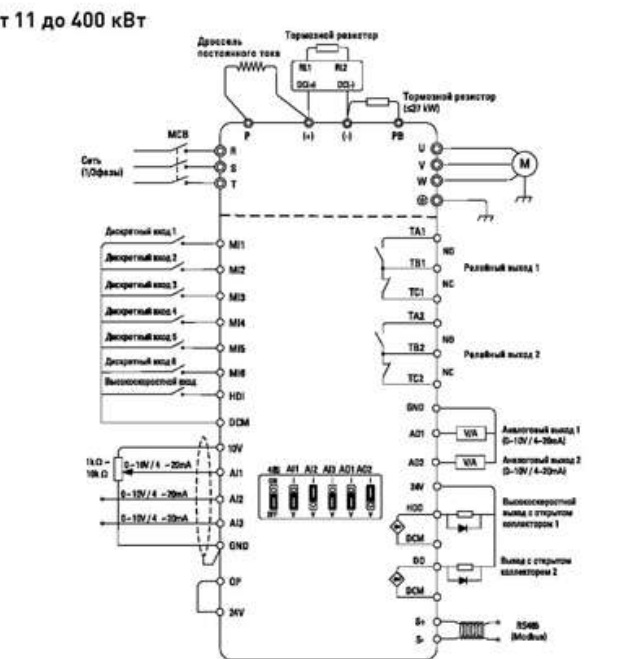 т 11 до 400 кВт
Дроссель
постоянного тока
Тормозной резистор
RL1 RL2
DC(+) DC(-)
Тормозной резистор
(≤37 kW)
P (+) (-) PB
MCB
Сеть
(1/3фазы)
R
S
T
U
V
W
M
Дискретный вход 1
MI1
Дискретный вход 2
MI2
Дискретный вход 3
MI3
Дискретный вход 4
MI4
Дискретный вход 5
MI5
Дискретный вход 6
MI6
Высокоскоростной вход
HDI
DCM
TA1
NO
TB1
Релейный выход 1
NC
TC1
TA2
NO
TB2
Релейный выход 2
NC
TC2
10V
1kΩ ~
10kΩ
0~10V/4 ~20mA
AI1
0~10V/4 ~20mA
AI2
0~10V/4 ~20mA
AI3
GND
OP
24V
485 AI1 AI2 AI3 AO1 AO2
ON I I I I I
OFF V V V V V
GND
AO1 V/A
Аналоговый выход 1
(0~10V/4~20mA)
AO2 V/A
Аналоговый выход 2
(0~10V/4~20mA)
24V
Высокоскоростной
выход с открытым
коллектором 1
DCM
DO
Выход с открытым
коллектором 2
DCM
S+
S-
RS485
(Modbus)